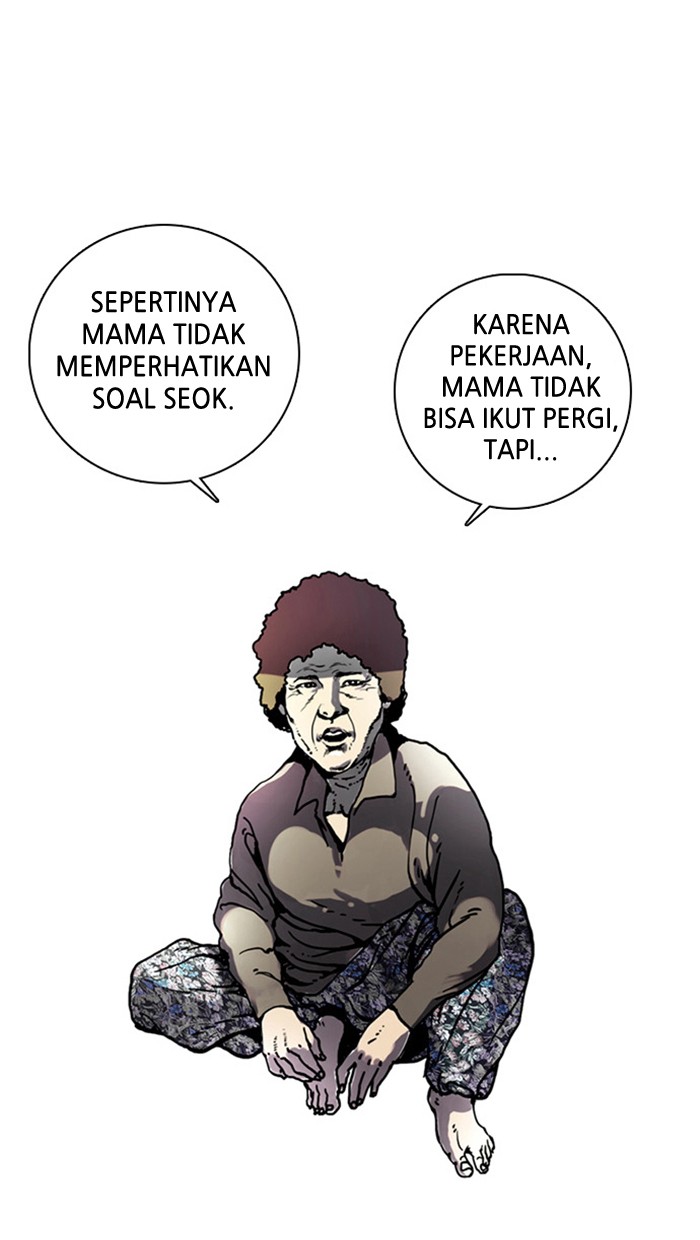 SEPERTINYA
MAMA TIDAK
MEMPERHATIKAN
SOAL SEOK.
KARENA
PEKERJAAN,
MAMA TIDAK
BISA IKUT PERGI,
TAPI...